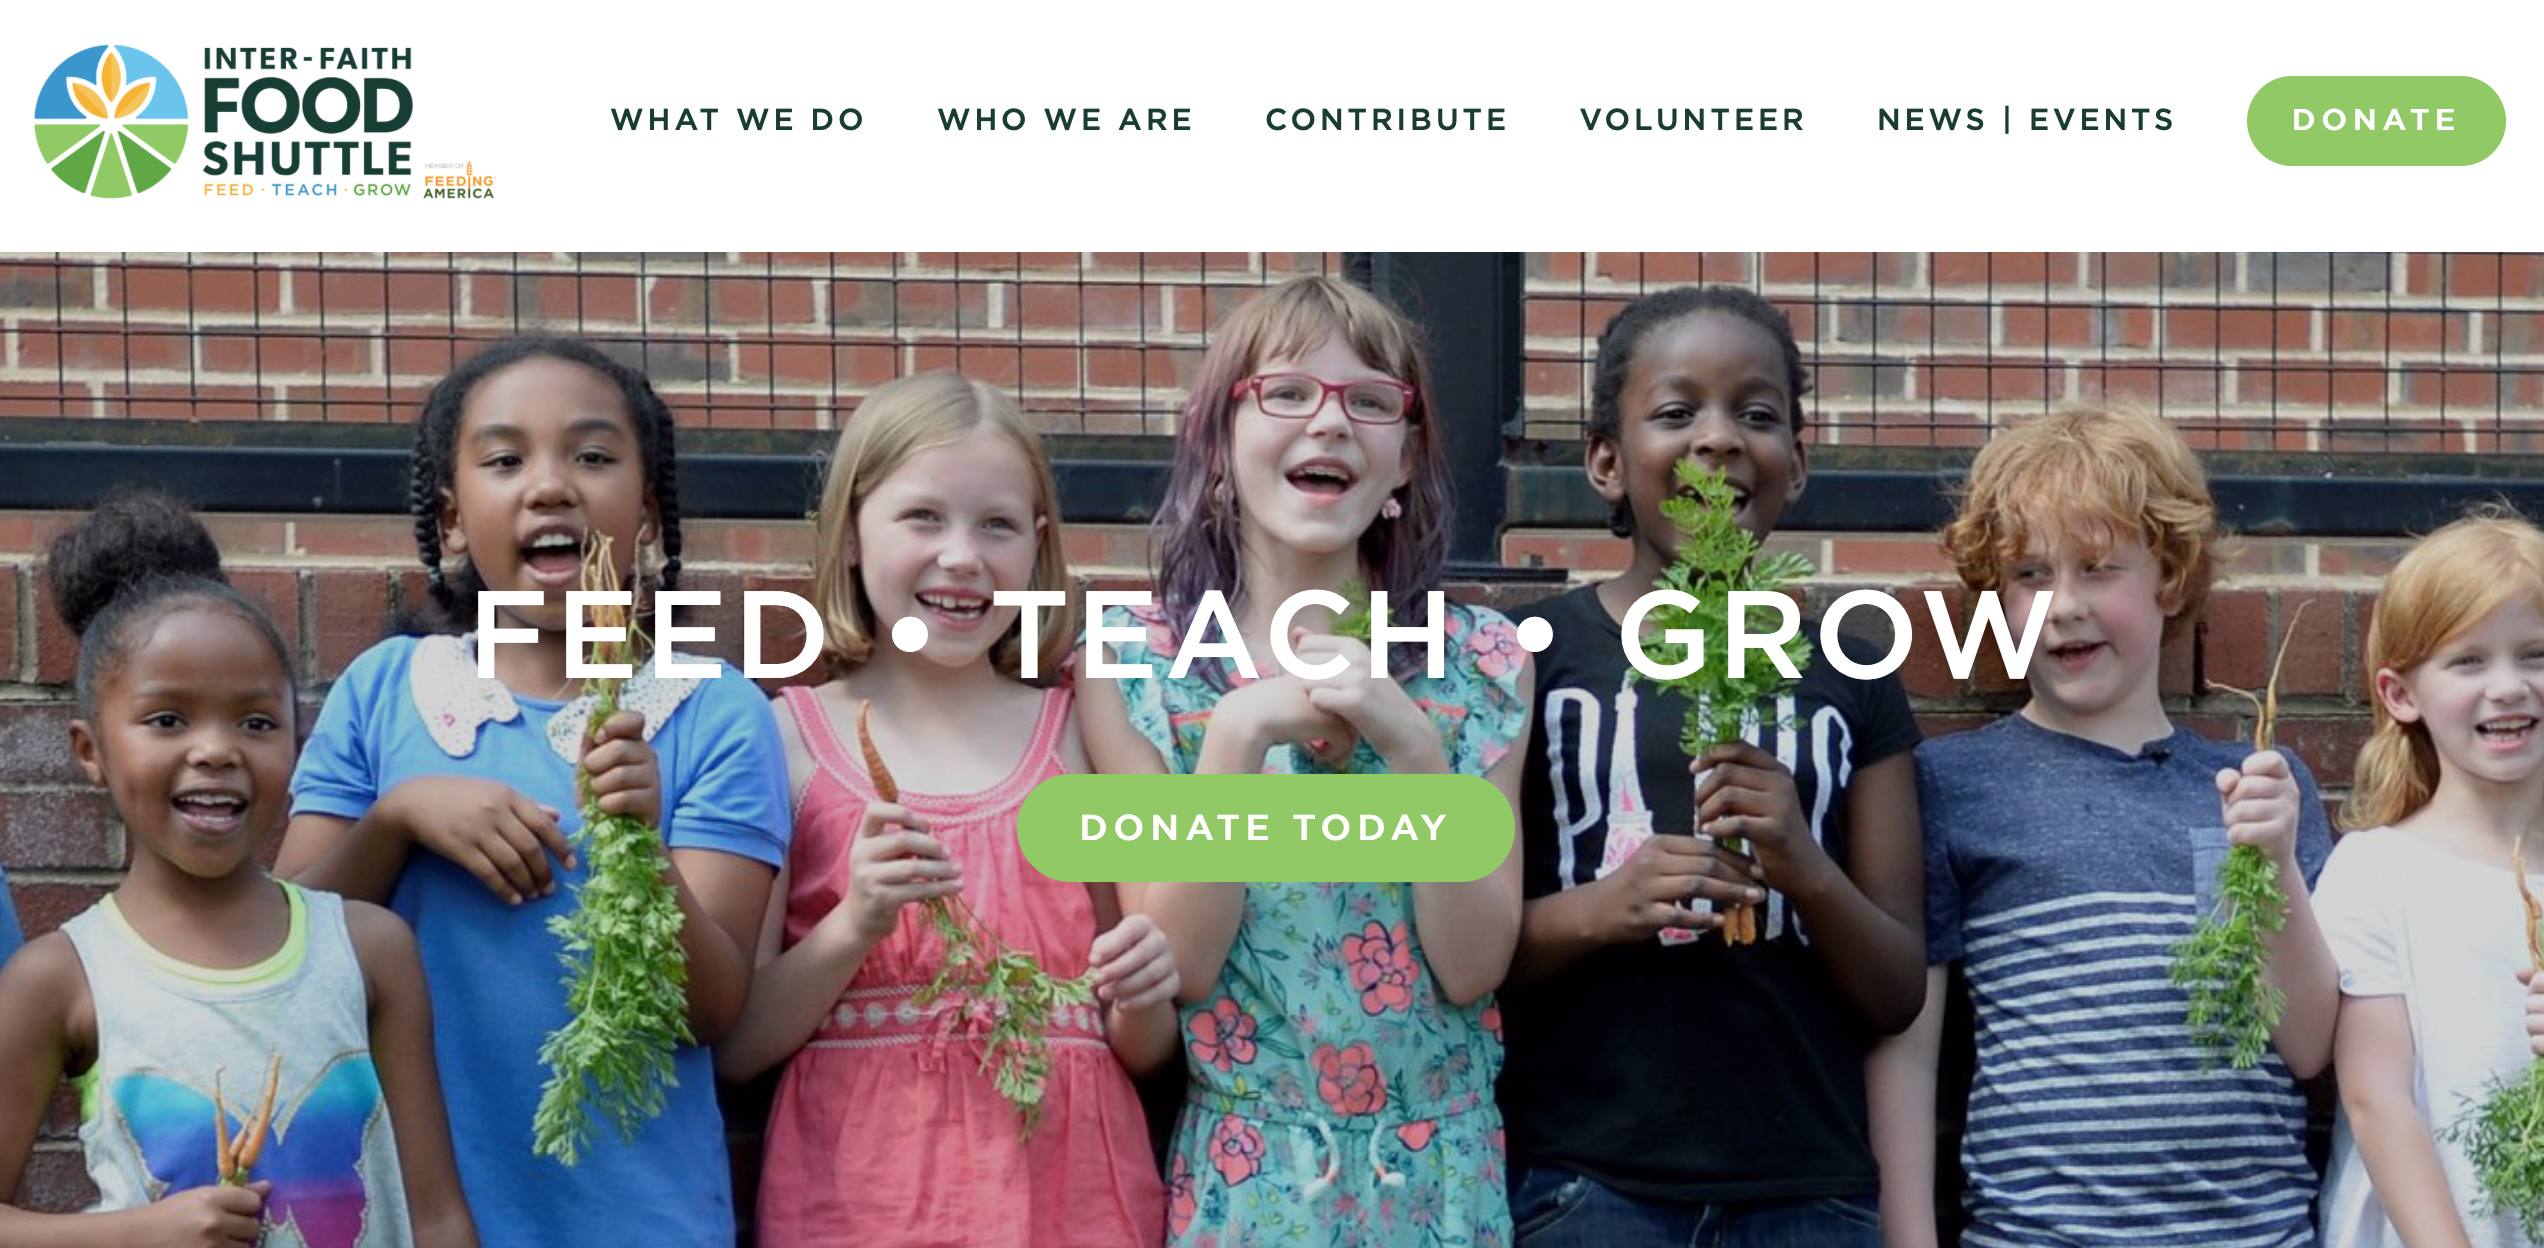 INTER-FAITH
FOOD
SHUTTLE
FEED · TEACH · GROW
MEMBER OF
FEEDING
AMERICA
WHAT WE DO
WHO WE ARE
CONTRIBUTE
VOLUNTEER
NEWS | EVENTS
DONATE
FEED • TEACH • GROW
DONATE TODAY